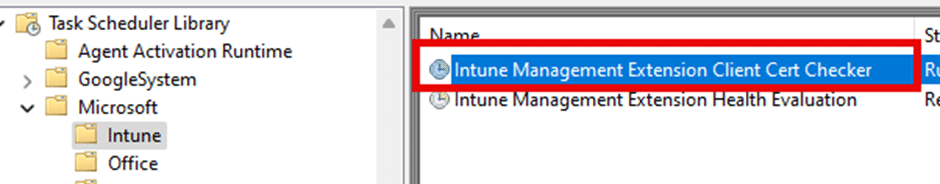 Task Scheduler Library
Agent Activation Runtime
GoogleSystem
Microsoft
Intune
Office
Name
St
Intune Management Extension Client Cert Checker
Ru
Intune Management Extension Health Evaluation
Re